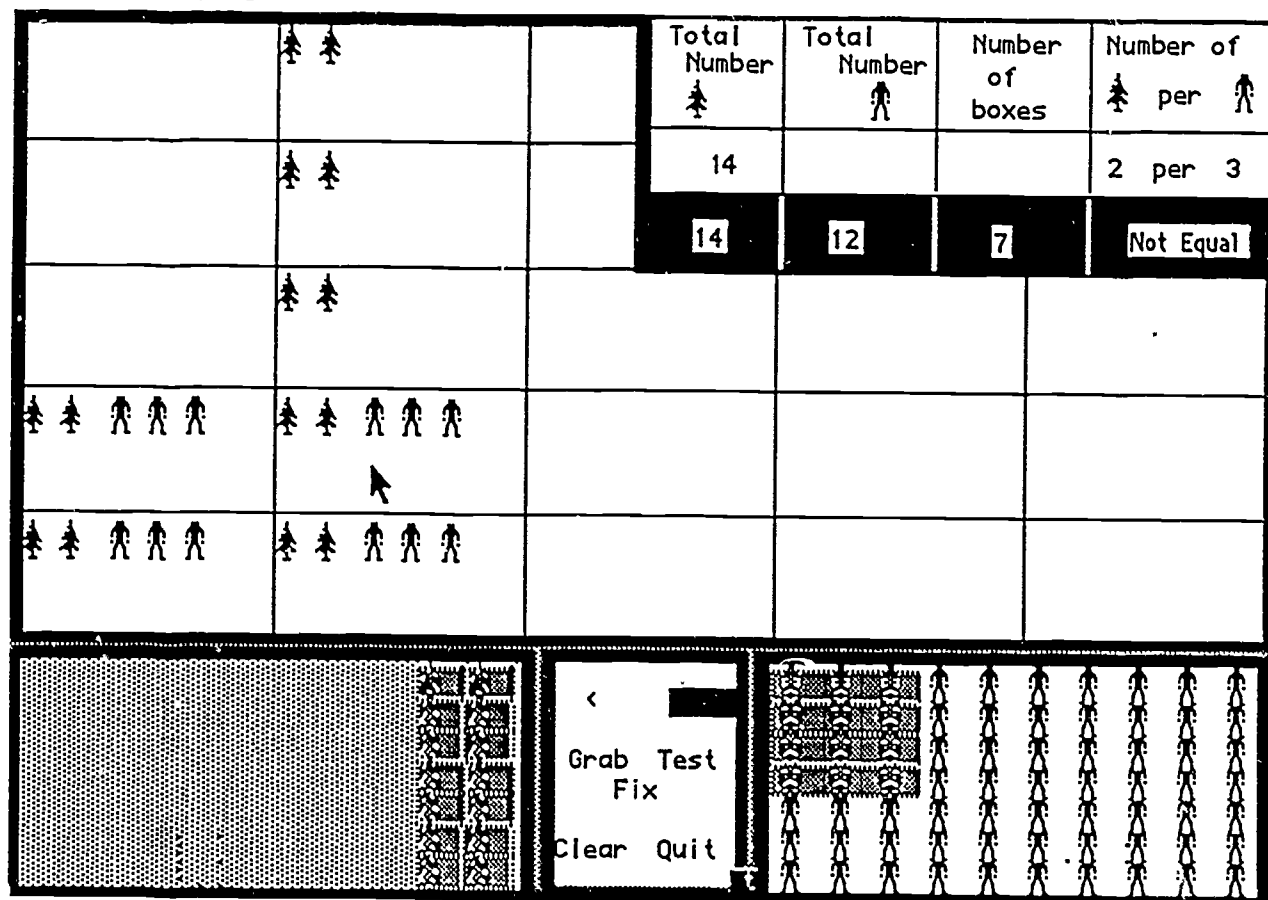 Total Number
Total Number
Number of boxes
Number of per
14
2 per 3
14
12
7
Not Equal
<
Grab Test
Fix
Clear Quit